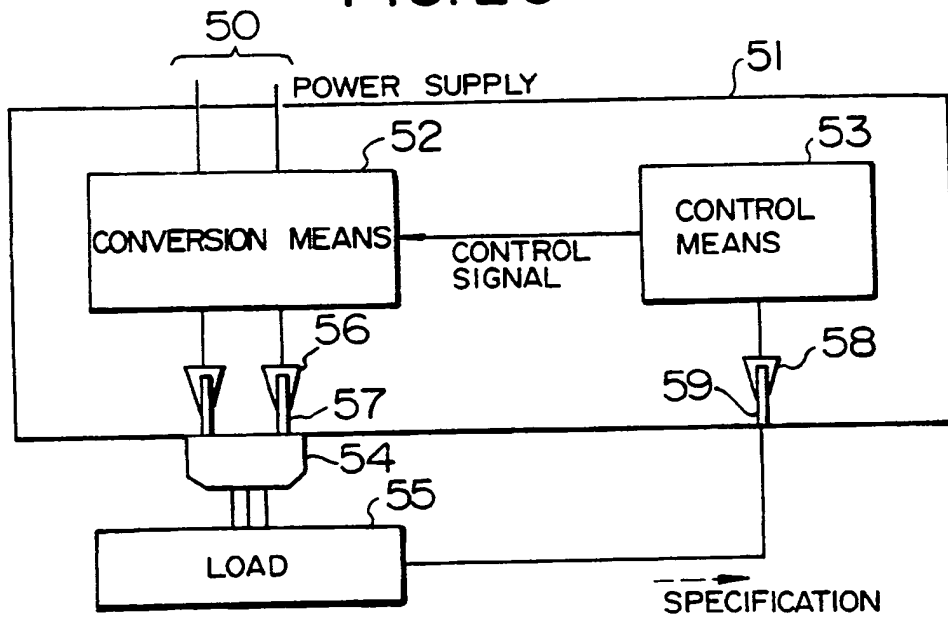 50
POWER SUPPLY
51
52
53
CONVERSION MEANS
CONTROL
MEANS
CONTROL
SIGNAL
56
58
57
59
54
55
LOAD
SPECIFICATION